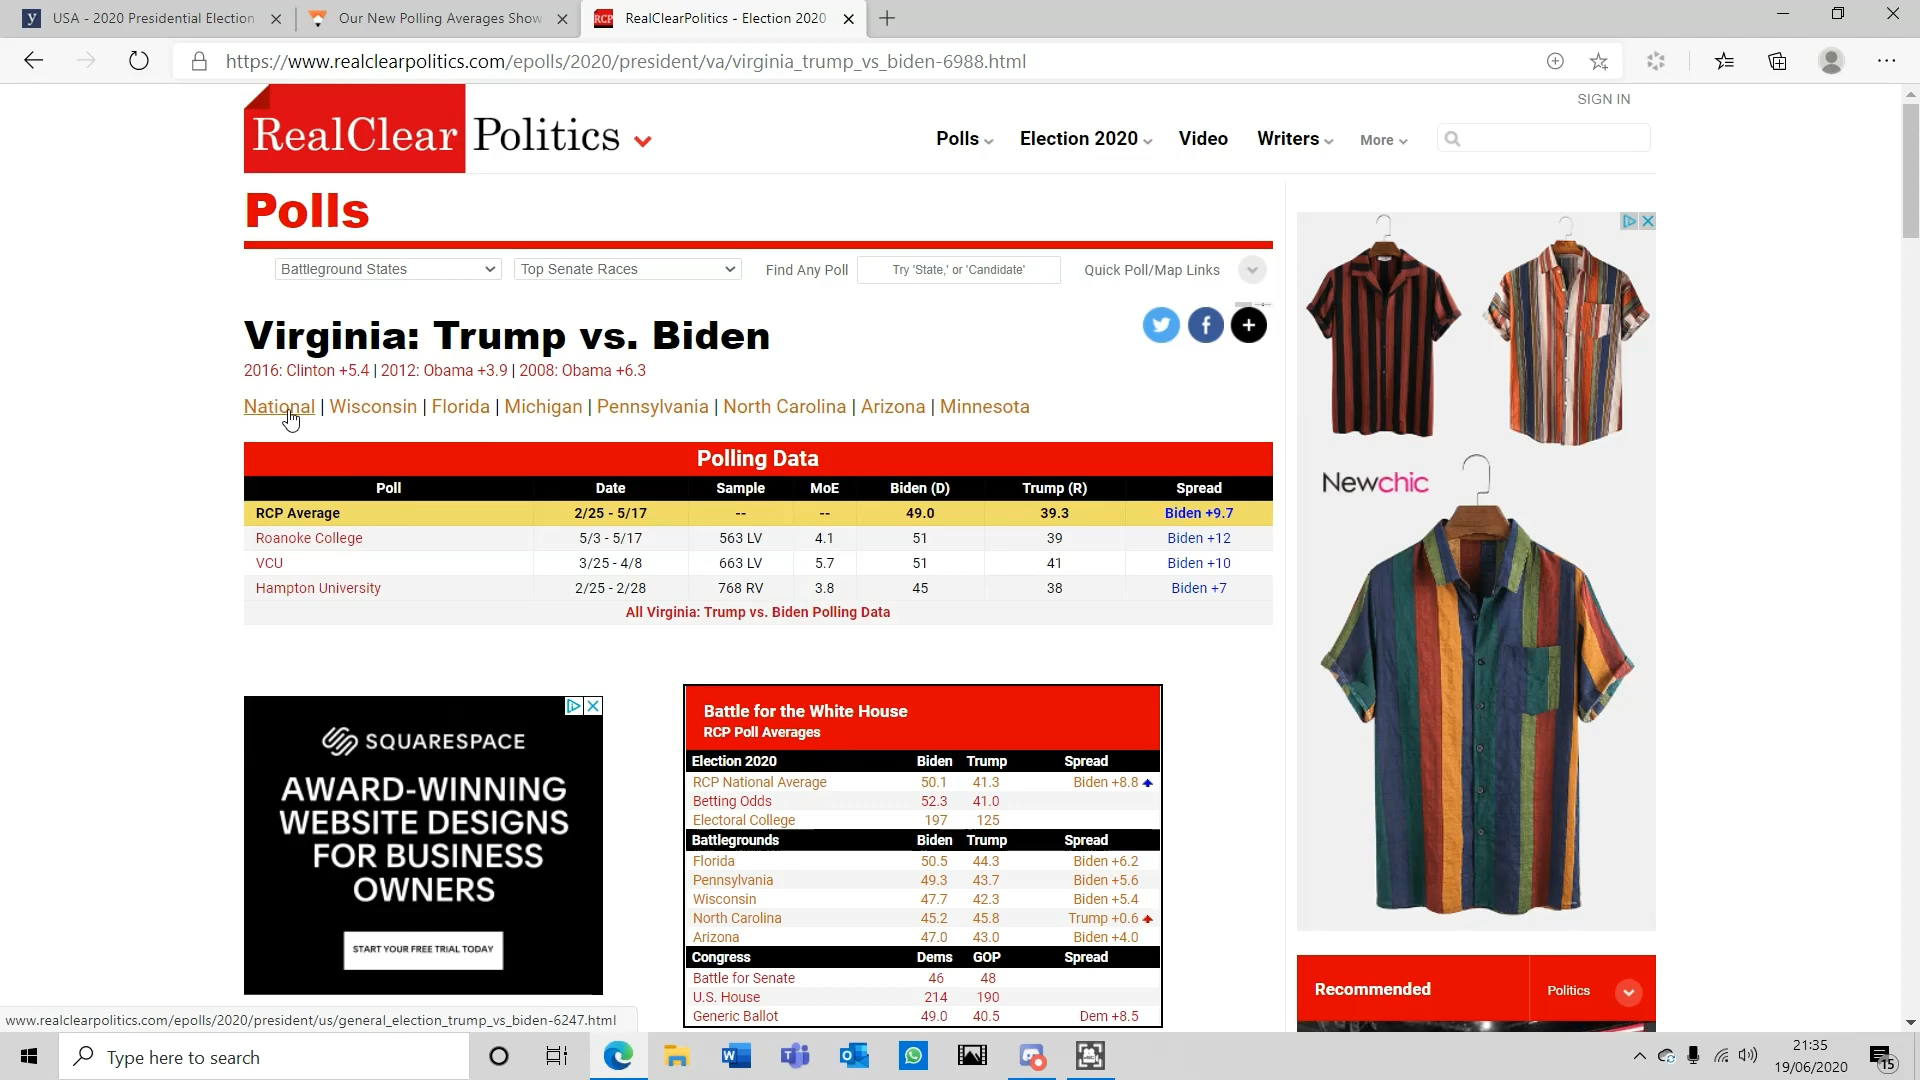 USA - 2020 Presidential Election
Our New Polling Averages Show
RCP
RealClearPolitics - Election 2020
https://www.realclearpolitics.com/epolls/2020/president/va/virginia_trump_vs_biden-6988.html
SIGN IN
RealClear Politics
Polls
Election 2020
Video
Writers
More
Polls
Battleground States
Top Senate Races
Find Any Poll
Try 'State,' or 'Candidate'
Quick Poll/Map Links
Virginia: Trump vs. Biden
2016: Clinton +5.4 | 2012: Obama +3.9 | 2008: Obama +6.3
National | Wisconsin | Florida | Michigan | Pennsylvania | North Carolina | Arizona | Minnesota
Polling Data
Poll Date Sample MoE Biden (D) Trump (R) Spread
RCP Average 2/25 - 5/17 -- -- 49.0 39.3 Biden +9.7
Roanoke College 5/3 - 5/17 563 LV 4.1 51 39 Biden +12
VCU 3/25 - 4/8 663 LV 5.7 51 41 Biden +10
Hampton University 2/25 - 2/28 768 RV 3.8 45 38 Biden +7
All Virginia: Trump vs. Biden Polling Data
SQUARESPACE
AWARD-WINNING
WEBSITE DESIGNS
FOR BUSINESS
OWNERS
START YOUR FREE TRIAL TODAY
Battle for the White House
RCP Poll Averages
Election 2020 Biden Trump Spread
RCP National Average 50.1 41.3 Biden +8.8
Betting Odds 52.3 41.0
Electoral College 197 125
Battlegrounds Biden Trump Spread
Florida 50.5 44.3 Biden +6.2
Pennsylvania 49.3 43.7 Biden +5.6
Wisconsin 47.7 42.3 Biden +5.4
North Carolina 45.2 45.8 Trump +0.6
Arizona 47.0 43.0 Biden +4.0
Congress Dems GOP Spread
Battle for Senate 46 48
U.S. House 214 190
Generic Ballot 49.0 40.5 Dem +8.5
Newchic
Recommended
Politics
www.realclearpolitics.com/epolls/2020/president/us/general_election_trump_vs_biden-6247.html
Type here to search
21:35
19/06/2020
15